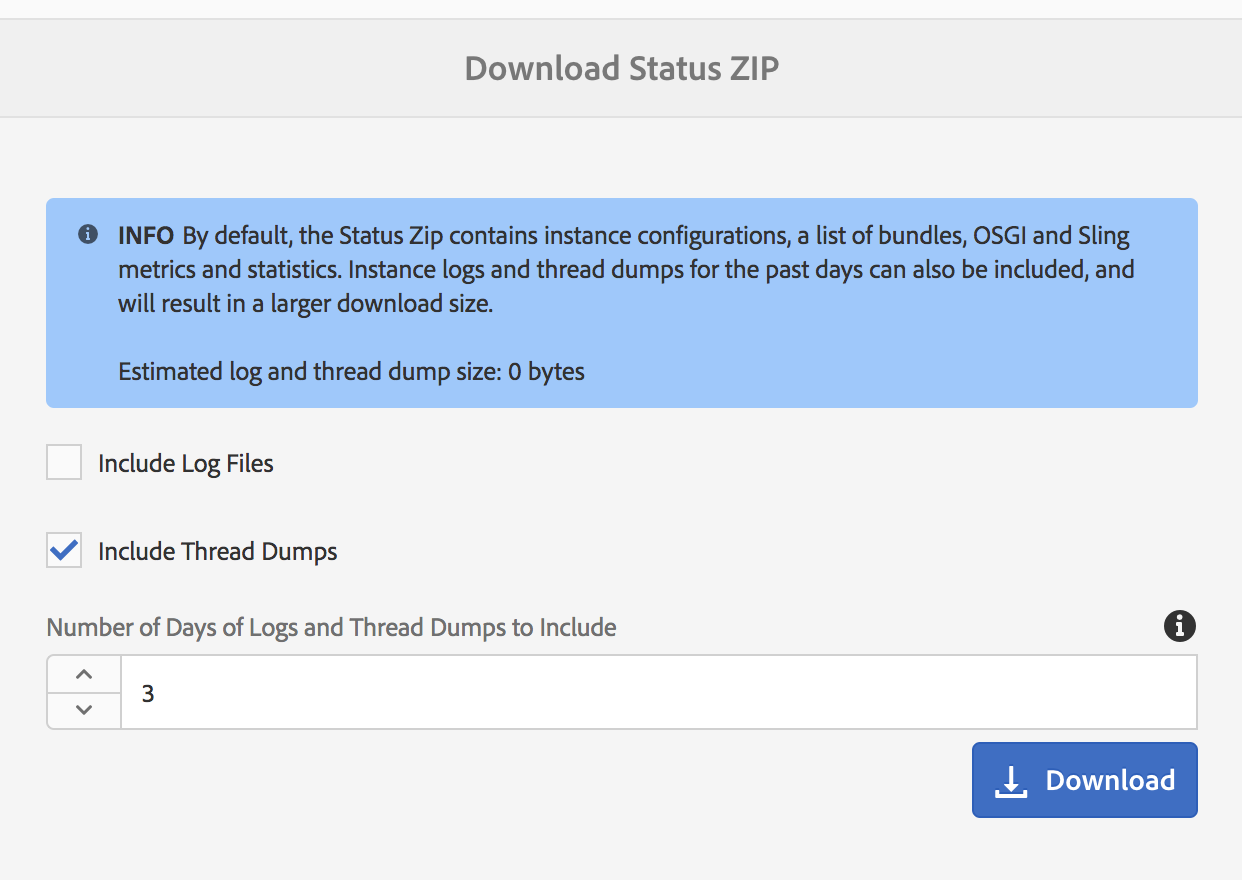 Download Status ZIP
INFO By default, the Status Zip contains instance configurations, a list of bundles, OSGI and Sling
metrics and statistics. Instance logs and thread dumps for the past days can also be included, and
will result in a larger download size.
Estimated log and thread dump size: 0 bytes
Include Log Files
Include Thread Dumps
Number of Days of Logs and Thread Dumps to Include
3
Download